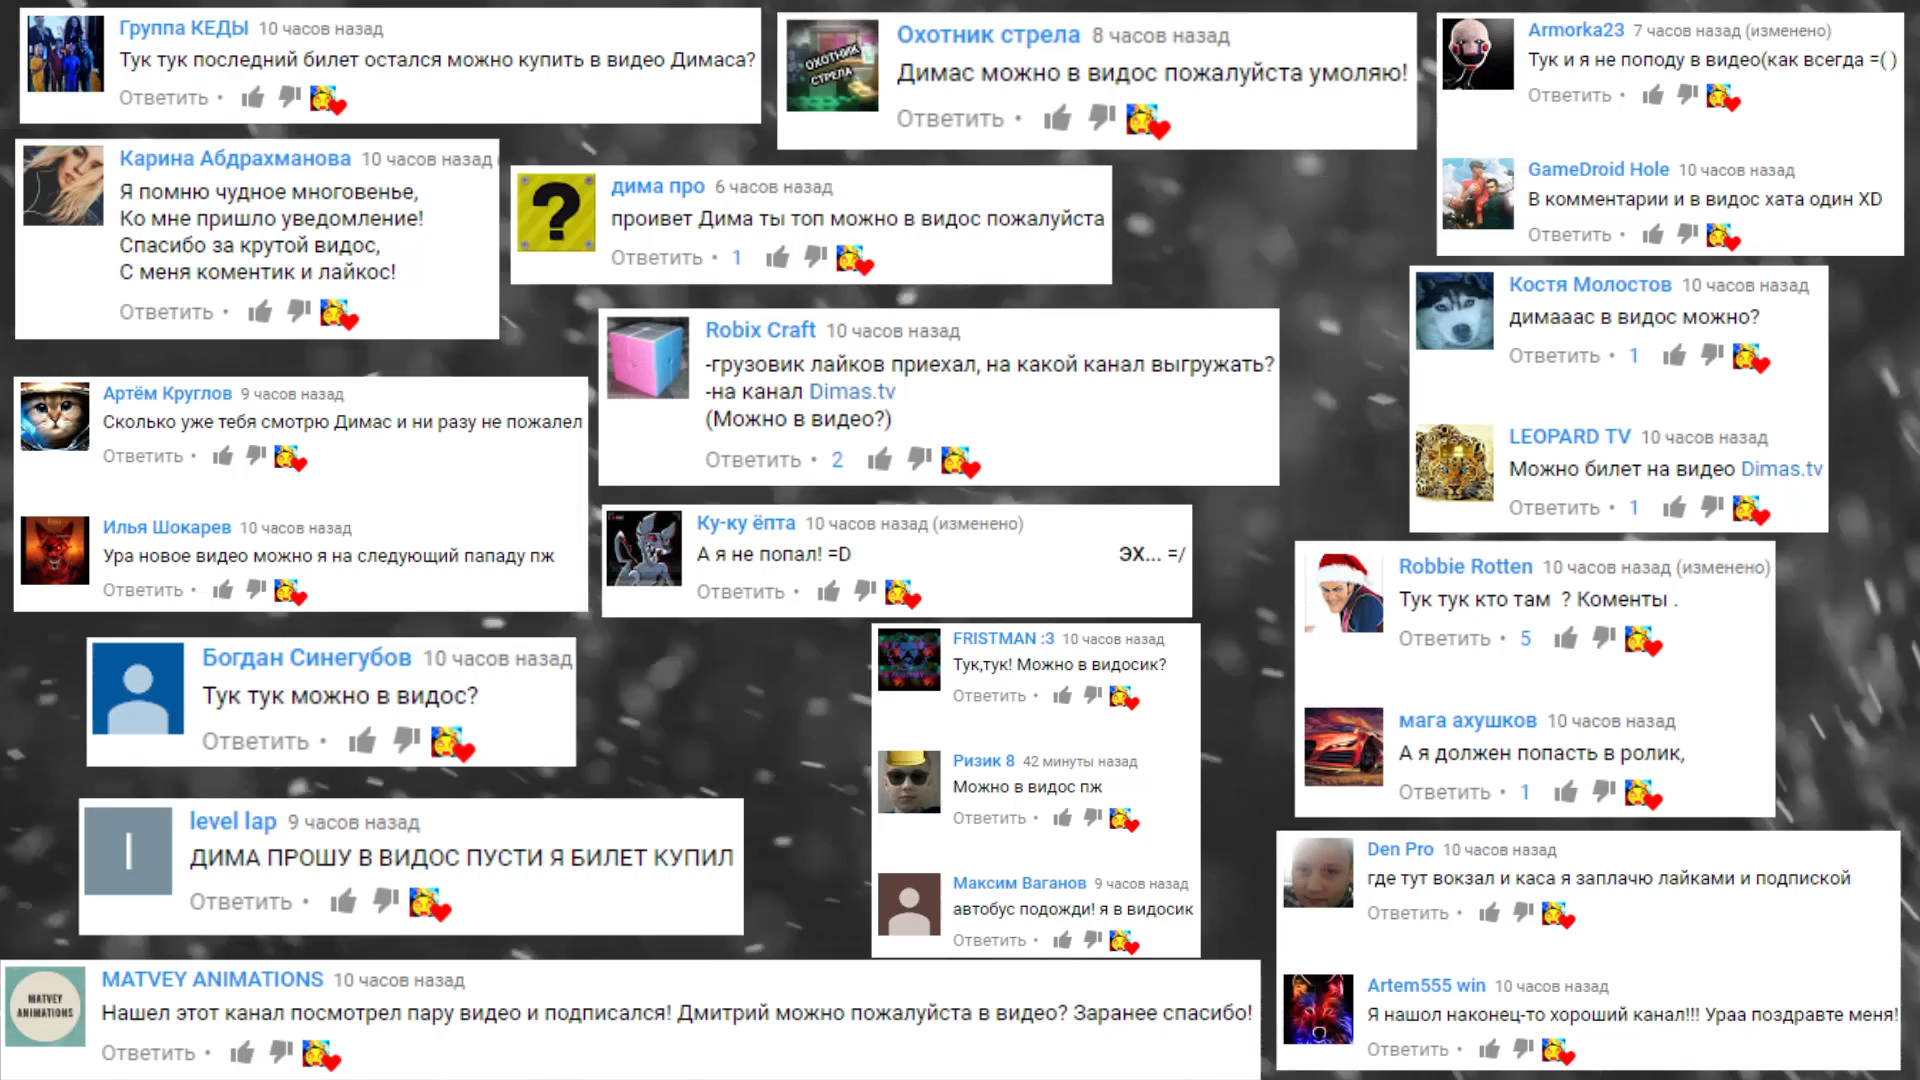 Группа КЕДЫ 10 часов назад
Тук тук последний билет остался можно купить в видео Димаса?
Ответить
ОХОТНИК
СТРЕЛА
Охотник стрела 8 часов назад
Димас можно в видос пожалуйста умоляю!
Ответить
Armorka23 7 часов назад (изменено)
Тук и я не поподу в видео(как всегда =( )
Ответить
GameDroid Hole 10 часов назад
В комментарии и в видос хата один XD
Ответить
Карина Абдрахманова 10 часов назад
Я помню чудное многовенье,
Ко мне пришло уведомление!
Спасибо за крутой видос,
С меня коментик и лайкос!
Ответить
?
дима про 6 часов назад
проивет Дима ты топ можно в видос пожалуйста
Ответить 1
Robix Craft 10 часов назад
-грузовик лайков приехал, на какой канал выгружать?
-на канал Dimas.tv
(Можно в видео?)
Ответить 2
Костя Молостов 10 часов назад
димааас в видос можно?
Ответить 1
LEOPARD TV 10 часов назад
Можно билет на видео Dimas.tv
Ответить 1
Артём Круглов 9 часов назад
Сколько уже тебя смотрю Димас и ни разу не пожалел
Ответить
Илья Шокарев 10 часов назад
Ура новое видео можно я на следующий пападу пж
Ответить
Ку-ку ёпта 10 часов назад (изменено)
А я не попал! =D ЭХ... =/
Ответить
Robbie Rotten 10 часов назад (изменено)
Тук тук кто там ? Коменты .
Ответить 5
мага ахушков 10 часов назад
А я должен попасть в ролик,
Ответить 1
Богдан Синегубов 10 часов назад
Тук тук можно в видос?
Ответить
FRISTMAN :3 10 часов назад
Тук,тук! Можно в видосик?
Ответить
Ризик 8 42 минуты назад
Можно в видос пж
Ответить
Максим Ваганов 9 часов назад
автобус подожди! я в видосик
Ответить
l
level lap 9 часов назад
ДИМА ПРОШУ В ВИДОС ПУСТИ Я БИЛЕТ КУПИЛ
Ответить
Den Pro 10 часов назад
где тут вокзал и каса я заплачю лайками и подпиской
Ответить
Artem555 win 10 часов назад
Я нашол наконец-то хороший канал!!! Ураа поздравте меня!
Ответить
MATVEY
ANIMATIONS
MATVEY ANIMATIONS 10 часов назад
Нашел этот канал посмотрел пару видео и подписался! Дмитрий можно пожалуйста в видео? Заранее спасибо!
Ответить